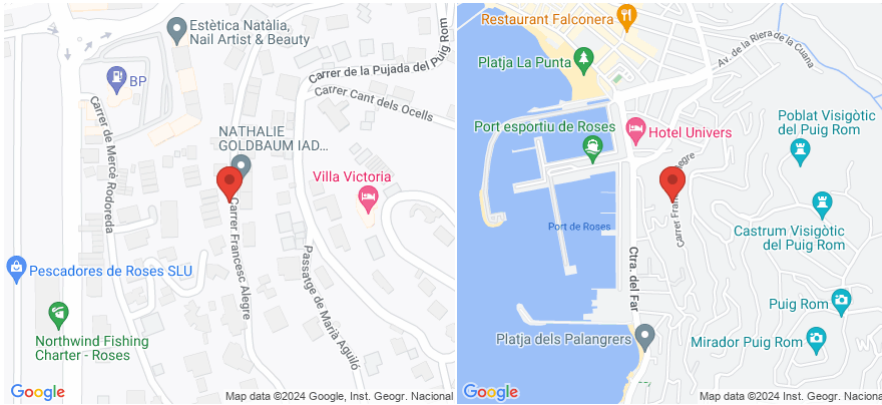 Estètica Natàlia,
Nail Artist & Beauty
Carrer de la Pujada del Puig Rom
BP
Carrer Cant dels Ocells
Carrer de Mercè Rodoreda
NATHALIE
GOLDBAUM IAD...
Villa Victoria
Carrer Francesc Alegre
Passatge de Marià Aguiló
Pescadores de Roses SLU
Northwind Fishing
Charter - Roses
Google
Map data ©2024 Google, Inst. Geogr. Nacional
Restaurant Falconera
Av. de la Riera de la Cuana
Platja La Punta
Poblat Visigòtic
del Puig Rom
Port esportiu de Roses
Hotel Univers
Port de Roses
Castrum Visigòtic
del Puig Rom
Ctra. del Far
Puig Rom
Platja dels Palangrers
Mirador Puig Rom
Google
Map data ©2024 Google, Inst. Geogr. Nacional